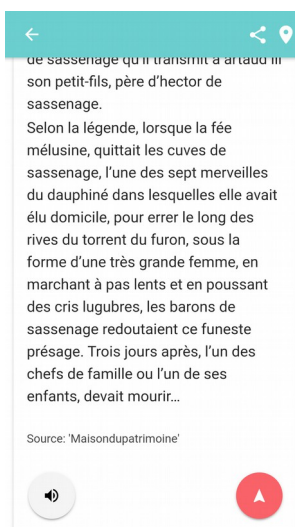 de sassenage qu'il transmit à artaud III
son petit-fils, père d'hector de
sassenage.
Selon la légende, lorsque la fée
mélusine, quittait les cuves de
sassenage, l'une des sept merveilles
du dauphiné dans lesquelles elle avait
élu domicile, pour errer le long des
rives du torrent du furon, sous la
forme d'une très grande femme, en
marchant à pas lents et en poussant
des cris lugubres, les barons de
sassenage redoutaient ce funeste
présage. Trois jours après, l'un des
chefs de famille ou l'un de ses
enfants, devait mourir...
Source: 'Maisondupatrimoine'